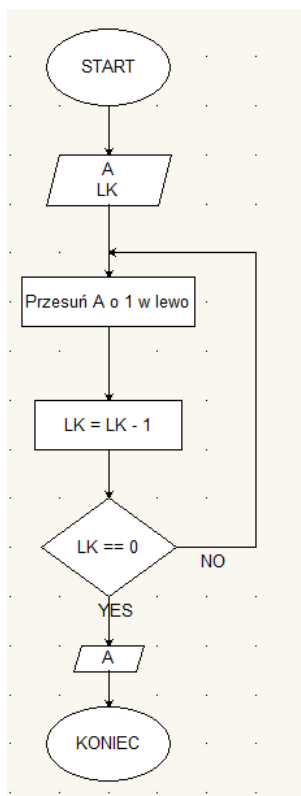 START
A
LK
Przesuń A o 1 w lewo
LK = LK - 1
LK == 0
NO
YES
A
KONIEC